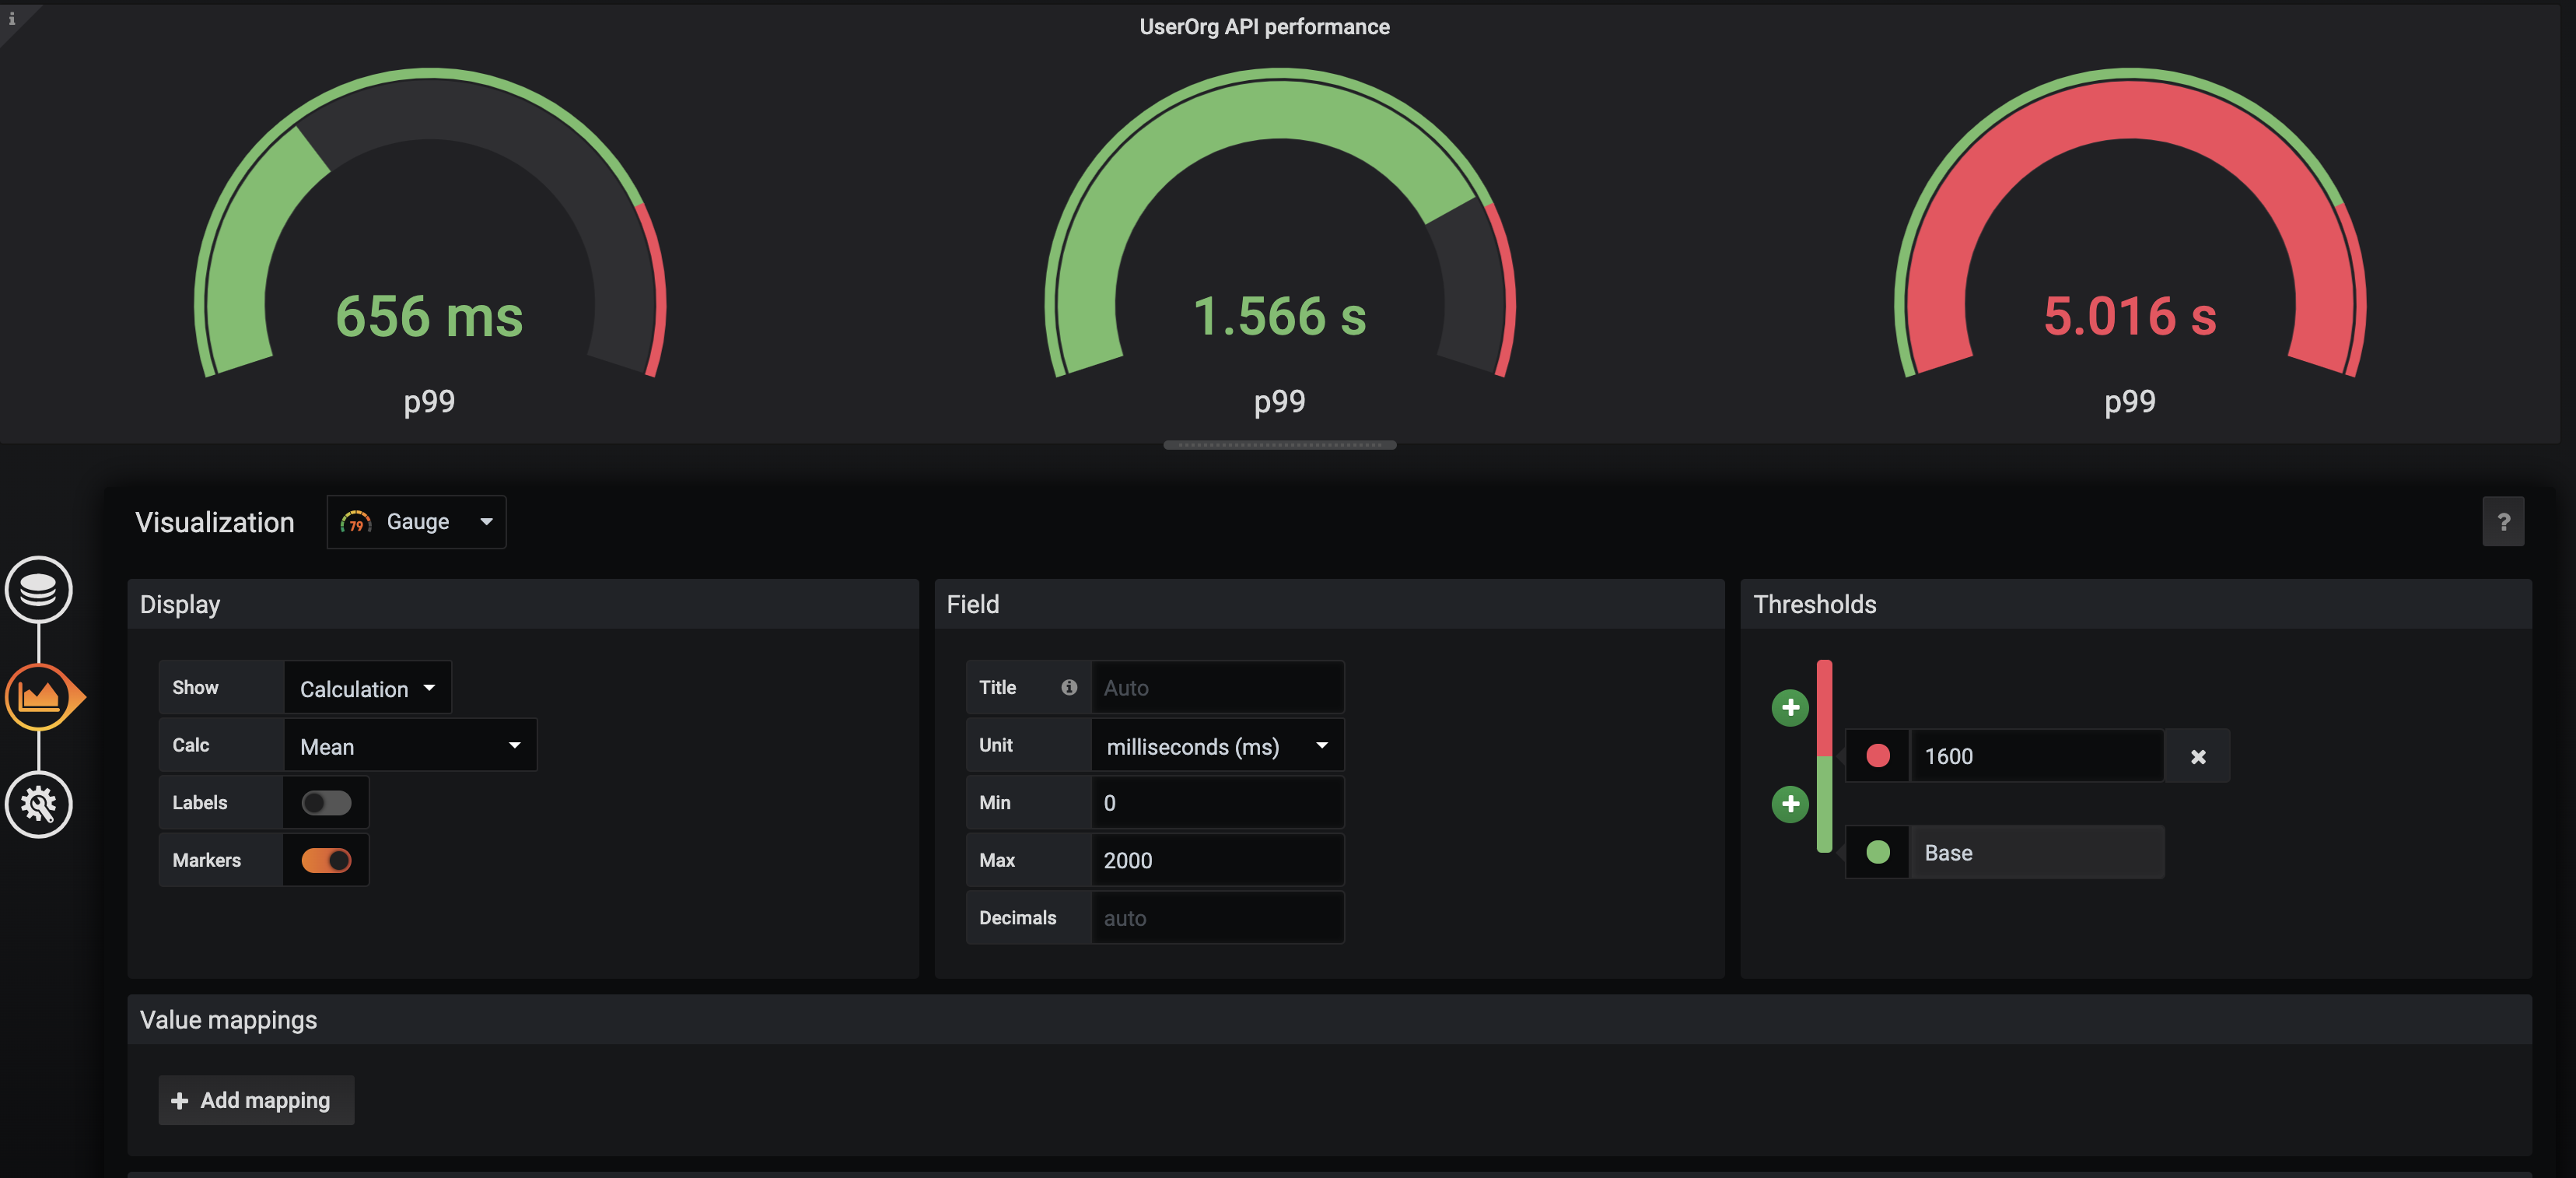 UserOrg API performance
656 ms
1.566 s
5.016 s
p99
p99
p99
Visualization
79
Gauge
?
Display
Field
Thresholds
Show
Calculation
Title
Auto
Calc
Mean
Unit
milliseconds (ms)
1600
Labels
Min
0
Markers
Max
2000
Base
Decimals
auto
Value mappings
+ Add mapping